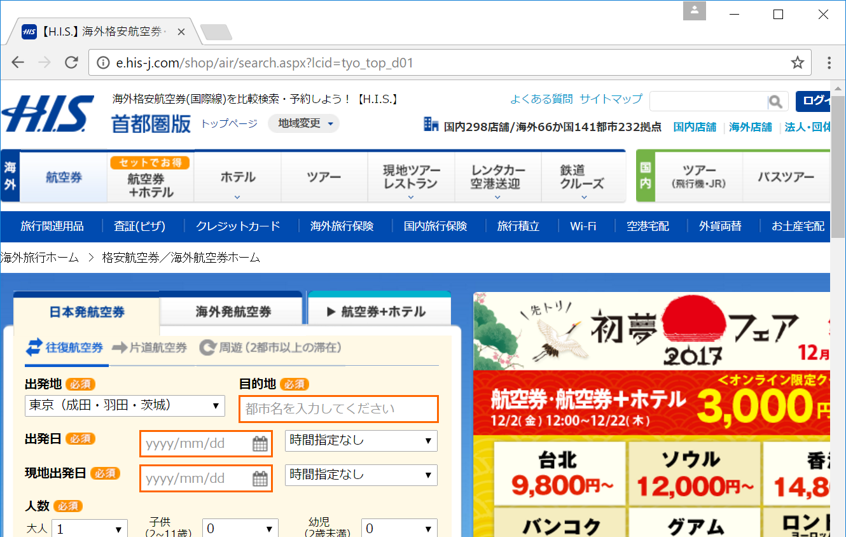 【H.I.S.】海外格安航空券・
e.his-j.com/shop/air/search.aspx?lcid=tyo_top_d01
H.I.S.
海外格安航空券(国際線)を比較検索・予約しよう！【H.I.S.】
よくある質問 サイトマップ
ログイ
首都圏版 トップページ 地域変更
国内298店舗/海外66か国141都市232拠点 国内店舗 海外店舗 法人・団体
海外
航空券
セットでお得
航空券
+ホテル
ホテル
ツアー
現地ツアー
レストラン
レンタカー
空港送迎
鉄道
クルーズ
国内
ツアー
(飛行機・JR)
バスツアー
旅行関連用品 査証(ビザ) クレジットカード 海外旅行保険 国内旅行保険 旅行積立 Wi-Fi 空港宅配 外貨両替 お土産宅配
海外旅行ホーム > 格安航空券／海外航空券ホーム
日本発航空券 海外発航空券 ▶ 航空券+ホテル
往復航空券 片道航空券 周遊 (2都市以上の滞在)
出発地 必須 目的地 必須
東京（成田・羽田・茨城） 都市名を入力してください
出発日 必須 yyyy/mm/dd 時間指定なし
現地出発日 必須 yyyy/mm/dd 時間指定なし
人数 必須
大人 1 子供 0 幼児 0
(2~11歳) (2歳未満)
先トリ
初夢フェア
2017
12月
航空券・航空券+ホテル
12/2(金) 12:00～12/22(木)
＜オンライン限定ク
3,000円
台北
9,800円～
ソウル
12,000円～
香
14,8
バンコク
グアム
ロンド
ヨーロッパ